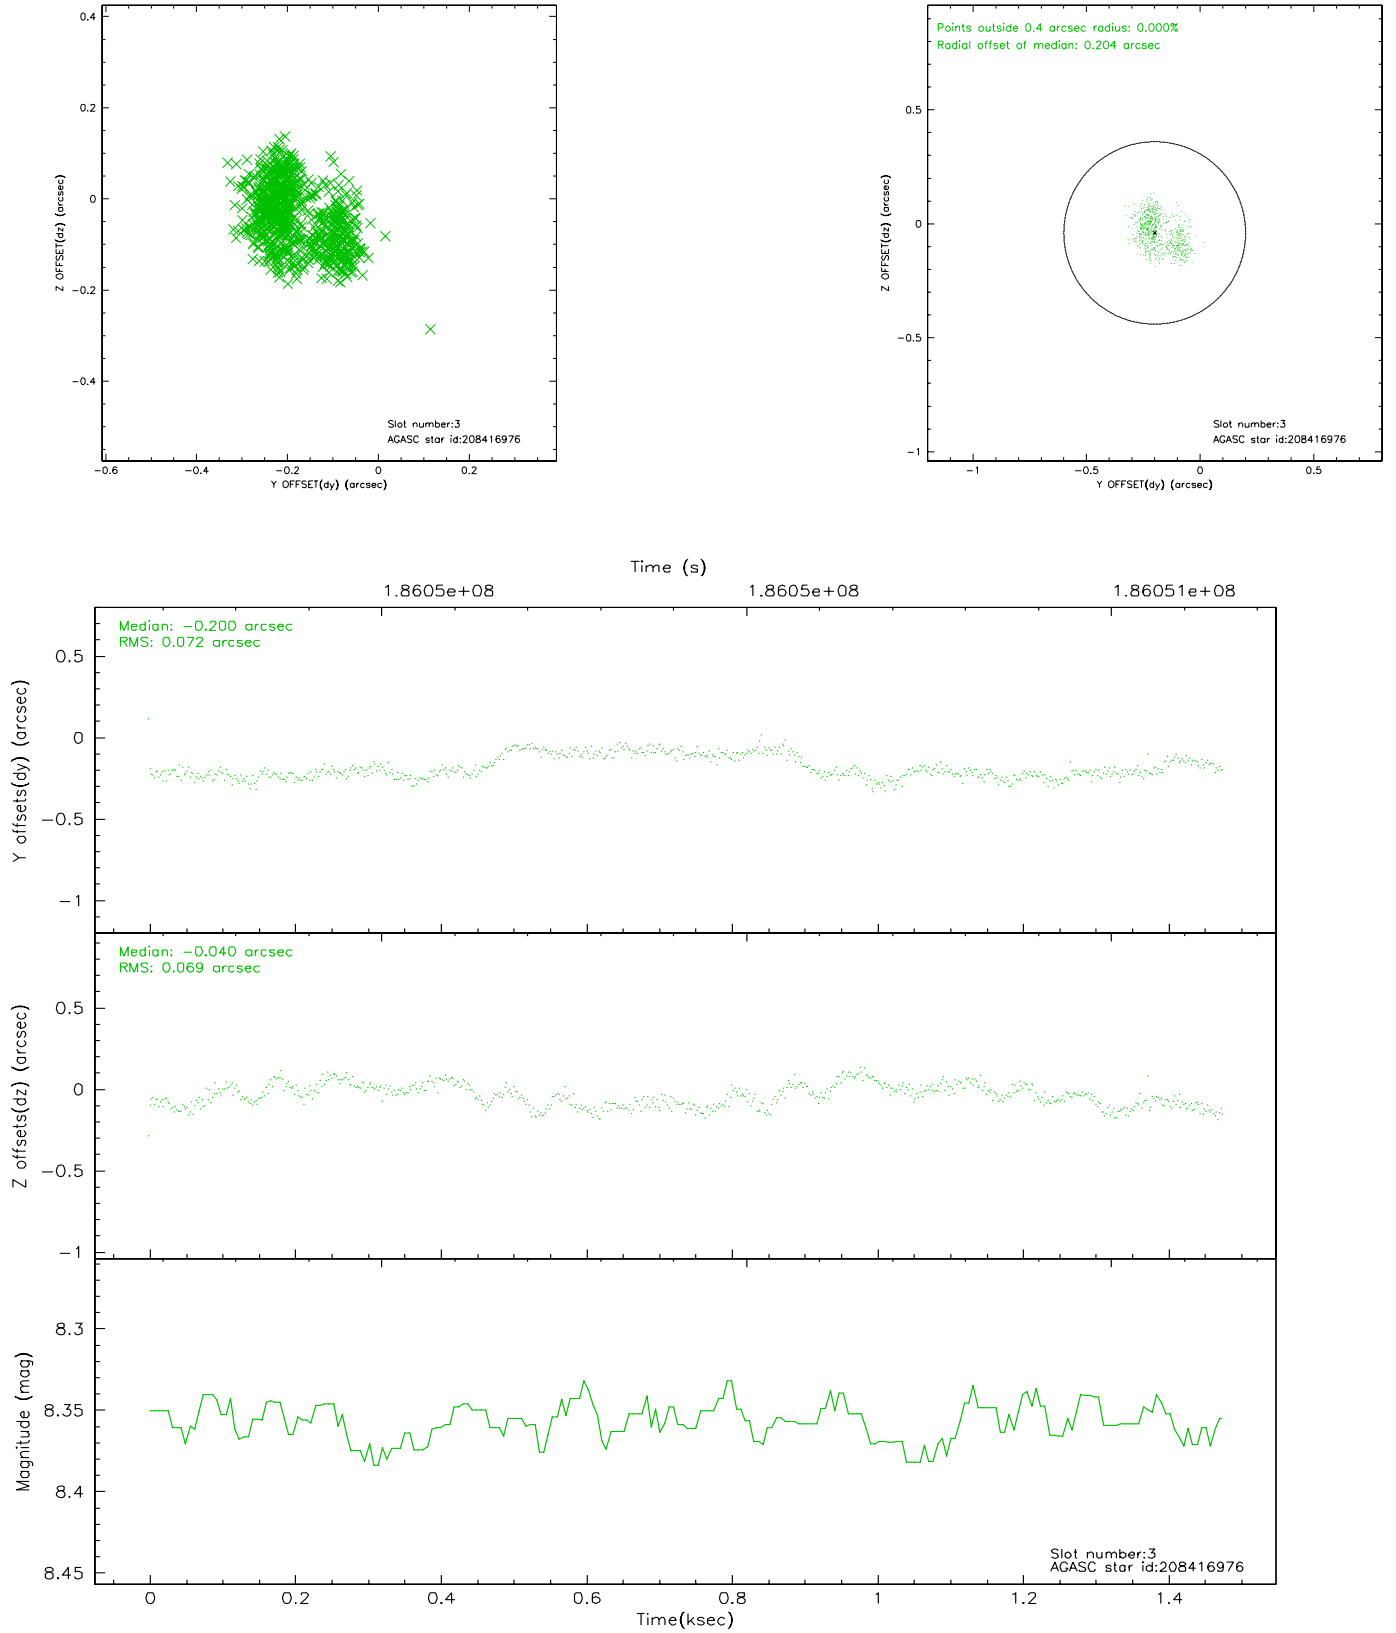 0.4
0.2
0
−0.2
−0.4
Z OFFSET(dz) (arcsec)
Slot number:3
AGASC star id:208416976
−0.6
−0.4
−0.2
0
0.2
Y OFFSET(dy) (arcsec)
Points outside 0.4 arcsec radius: 0.000%
Radial offset of median: 0.204 arcsec
0.5
0
−0.5
−1
Z OFFSET(dz) (arcsec)
Slot number:3
AGASC star id:208416976
−1
−0.5
0
0.5
Y OFFSET(dy) (arcsec)
Time (s)
1.8605e+08
1.8605e+08
1.86051e+08
Median: −0.200 arcsec
RMS: 0.072 arcsec
0.5
0
−0.5
−1
Y offsets(dy) (arcsec)
Median: −0.040 arcsec
RMS: 0.069 arcsec
0.5
0
−0.5
−1
Z offsets(dz) (arcsec)
8.3
8.35
8.4
8.45
Magnitude (mag)
Slot number:3
AGASC star id:208416976
0
0.2
0.4
0.6
0.8
1
1.2
1.4
Time(ksec)